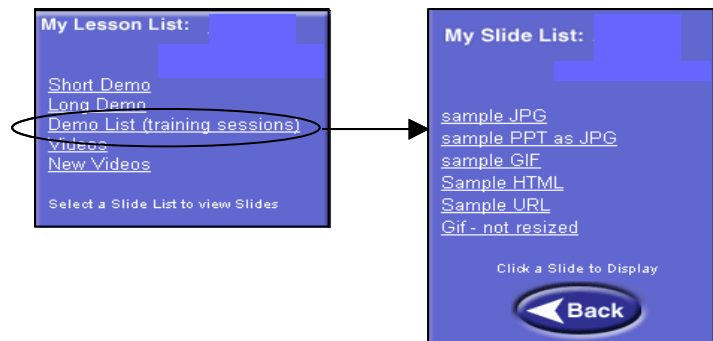 My Lesson List:
Short Demo
Long Demo
Demo List (training sessions)
Videos
New Videos
Select a Slide List to view Slides
My Slide List:
sample JPG
sample PPT as JPG
sample GIF
Sample HTML
Sample URL
Gif - not resized
Click a Slide to Display
Back